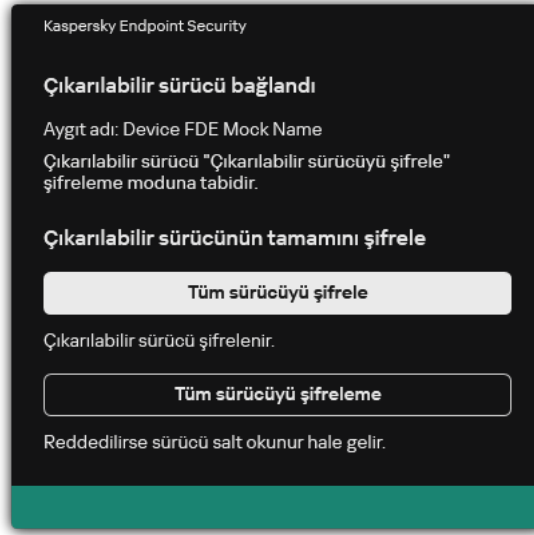 Kaspersky Endpoint Security
Çıkarılabilir sürücü bağlandı
Aygıt adı: Device FDE Mock Name
Çıkarılabilir sürücü "Çıkarılabilir sürücüyü şifrele"
şifreleme moduna tabidir.
Çıkarılabilir sürücünün tamamını şifrele
Tüm sürücüyü şifrele
Çıkarılabilir sürücü şifrelenir.
Tüm sürücüyü şifreleme
Reddedilirse sürücü salt okunur hale gelir.